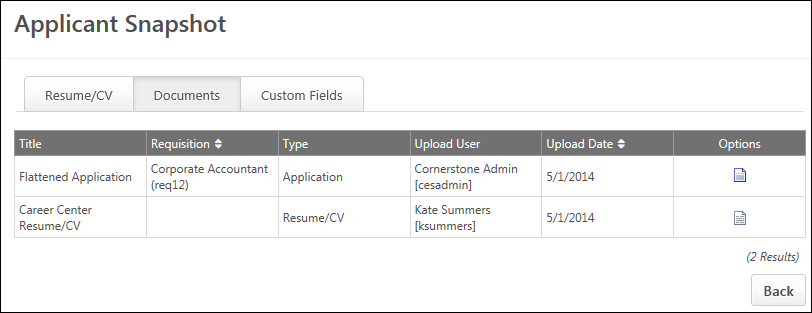 Applicant Snapshot
Resume/CV Documents Custom Fields
Title Requisition Type Upload User Upload Date Options
Flattened Application Corporate Accountant (req12) Application Cornerstone Admin [cesadmin] 5/1/2014
Career Center Resume/CV Resume/CV Kate Summers [ksummers] 5/1/2014
(2 Results)
Back